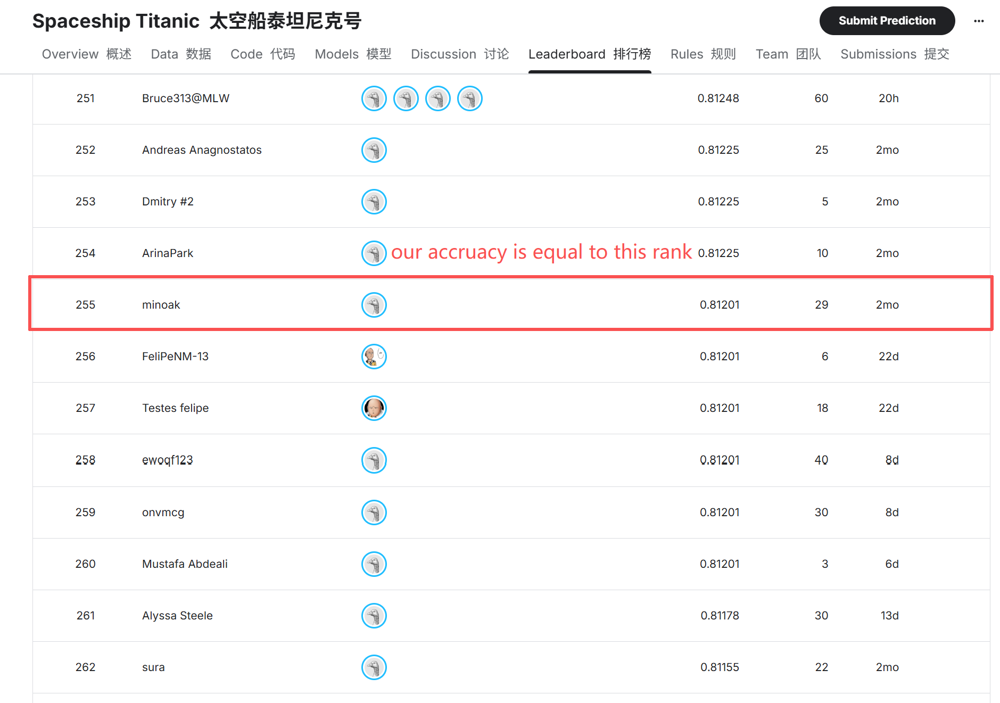 Spaceship Titanic 太空船泰坦尼克号
Submit Prediction
Overview 概述 Data 数据 Code 代码 Models 模型 Discussion 讨论 Leaderboard 排行榜 Rules 规则 Team 团队 Submissions 提交
251 Bruce313@MLW 0.81248 60 20h
252 Andreas Anagnostatos 0.81225 25 2mo
253 Dmitry #2 0.81225 5 2mo
254 ArinaPark our accruacy is equal to this rank 0.81225 10 2mo
255 minoak 0.81201 29 2mo
256 FeliPeNM-13 0.81201 6 22d
257 Testes felipe 0.81201 18 22d
258 ewoqf123 0.81201 40 8d
259 onvmcg 0.81201 30 8d
260 Mustafa Abdeali 0.81201 3 6d
261 Alyssa Steele 0.81178 30 13d
262 sura 0.81155 22 2mo